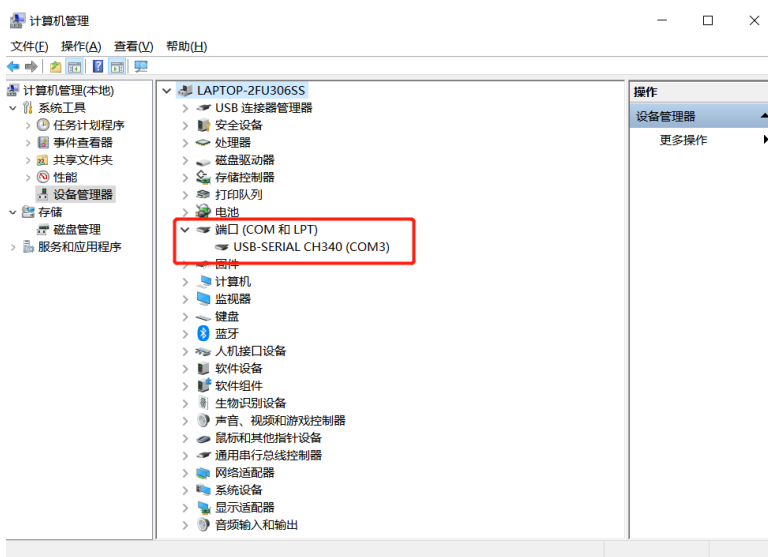 计算机管理
文件(F) 操作(A) 查看(V) 帮助(H)
计算机管理(本地)
系统工具
任务计划程序
事件查看器
共享文件夹
性能
设备管理器
存储
磁盘管理
服务和应用程序
LAPTOP-2FU306SS
USB 连接器管理器
安全设备
处理器
磁盘驱动器
存储控制器
打印队列
电池
端口 (COM 和 LPT)
USB-SERIAL CH340 (COM3)
固件
计算机
监视器
键盘
蓝牙
人机接口设备
软件设备
软件组件
生物识别设备
声音、视频和游戏控制器
鼠标和其他指针设备
通用串行总线控制器
网络适配器
系统设备
显示适配器
音频输入和输出
操作
设备管理器
更多操作